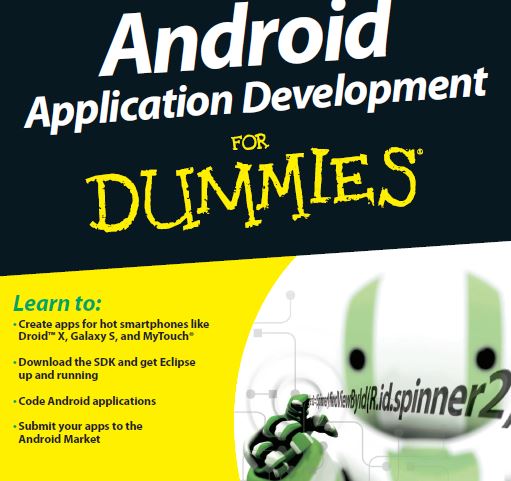 Android
Application Development
FOR
DUMMIES®
Learn to:
• Create apps for hot smartphones like
Droid™ X, Galaxy S, and MyTouch®
• Download the SDK and get Eclipse
up and running
• Code Android applications
• Submit your apps to the
Android Market
ViewById(R.id.spinner2)